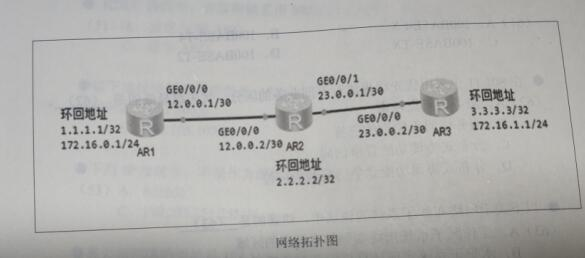 GE0/0/0
12.0.0.1/30
GE0/0/1
23.0.0.1/30
环回地址
1.1.1.1/32
172.16.0.1/24
AR1
GE0/0/0
12.0.0.2/30
AR2
GE0/0/0
23.0.0.2/30
AR3
环回地址
3.3.3.3/32
172.16.1.1/24
环回地址
2.2.2.2/32
网络拓扑图